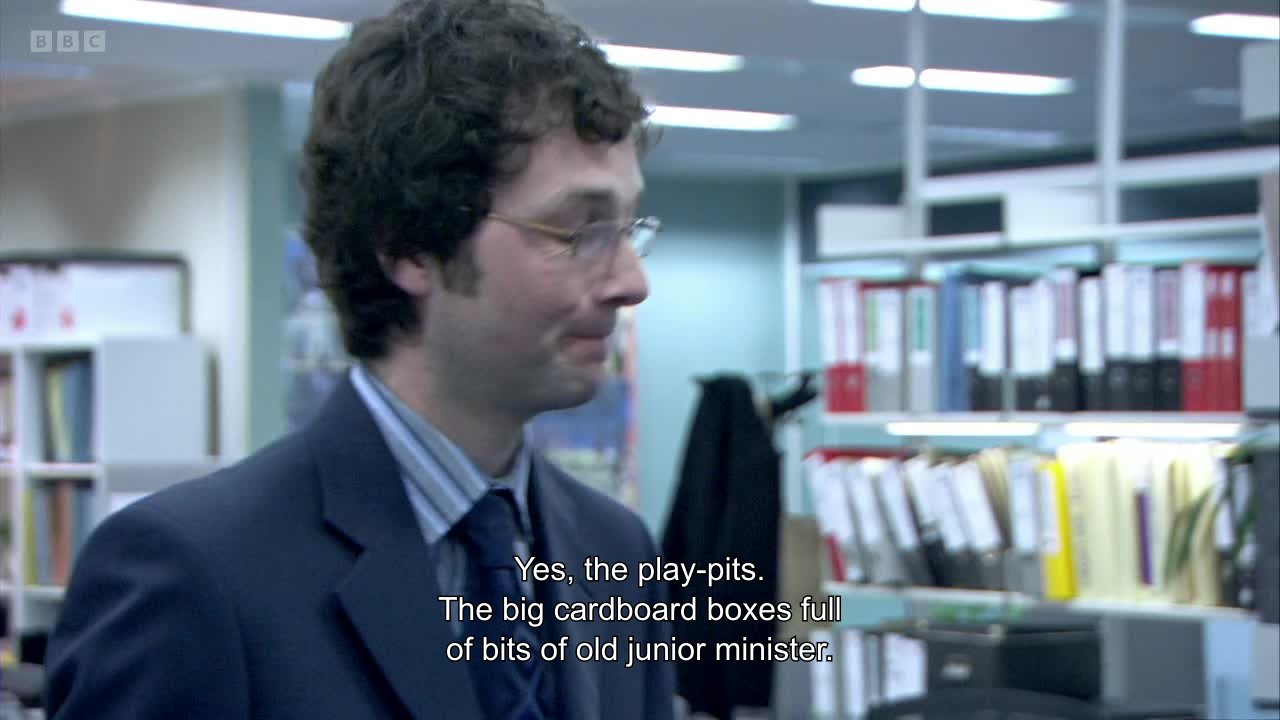 BBC
Yes, the play-pits.
The big cardboard boxes full
of bits of old junior minister.